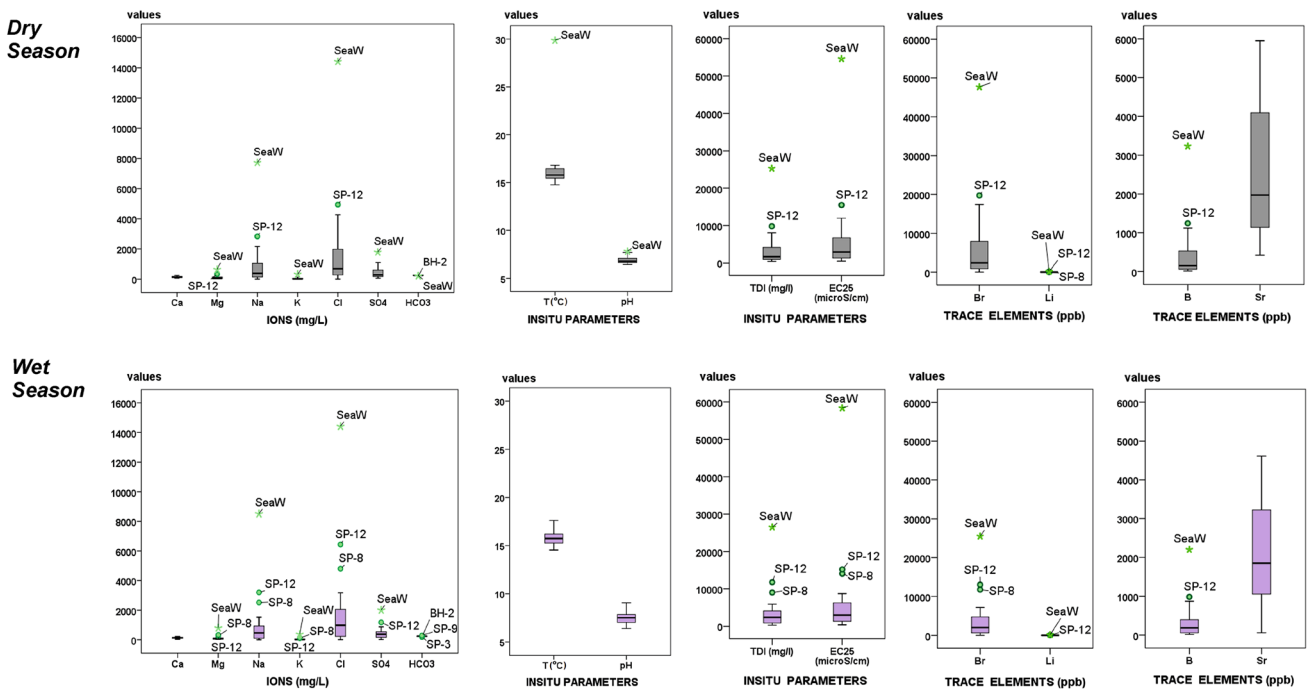 Dry
Season
values
16000
14000
12000
10000
8000
6000
4000
2000
0
SeaW
SeaW
SP-12
SP-12
SeaW
SP-12
SeaW
SeaW
BH-2
SeaW
Ca Mg Na K Cl SO4 HCO3
IONS (mg/L)
values
30
25
20
15
10
5
SeaW
SeaW
T(ºC) pH
INSITU PARAMETERS
values
60000
50000
40000
30000
20000
10000
0
SeaW
SeaW
SP-12
SP-12
TDI (mg/l) EC25
(microS/cm)
INSITU PARAMETERS
values
60000
50000
40000
30000
20000
10000
0
SeaW
SP-12
SeaW
SP-12
SP-8
Br Li
TRACE ELEMENTS (ppb)
values
6000
5000
4000
3000
2000
1000
0
SeaW
SP-12
B Sr
TRACE ELEMENTS (ppb)
Wet
Season
values
16000
14000
12000
10000
8000
6000
4000
2000
0
SeaW
SeaW
SP-12
SP-8
SP-12
SP-8
SeaW
SP-8
SP-12
SeaW
SP-8
SP-12
SeaW
SP-12
BH-2
SP-9
SP-3
Ca Mg Na K Cl SO4 HCO3
IONS (mg/L)
values
30
25
20
15
10
5
T(ºC) pH
INSITU PARAMETERS
values
60000
50000
40000
30000
20000
10000
0
SeaW
SeaW
SP-12
SP-8
SP-12
SP-8
TDI (mg/l) EC25
(microS/cm)
INSITU PARAMETERS
values
60000
50000
40000
30000
20000
10000
0
SeaW
SP-12
SP-8
SeaW
SP-12
Br Li
TRACE ELEMENTS (ppb)
values
6000
5000
4000
3000
2000
1000
0
SeaW
SP-12
B Sr
TRACE ELEMENTS (ppb)